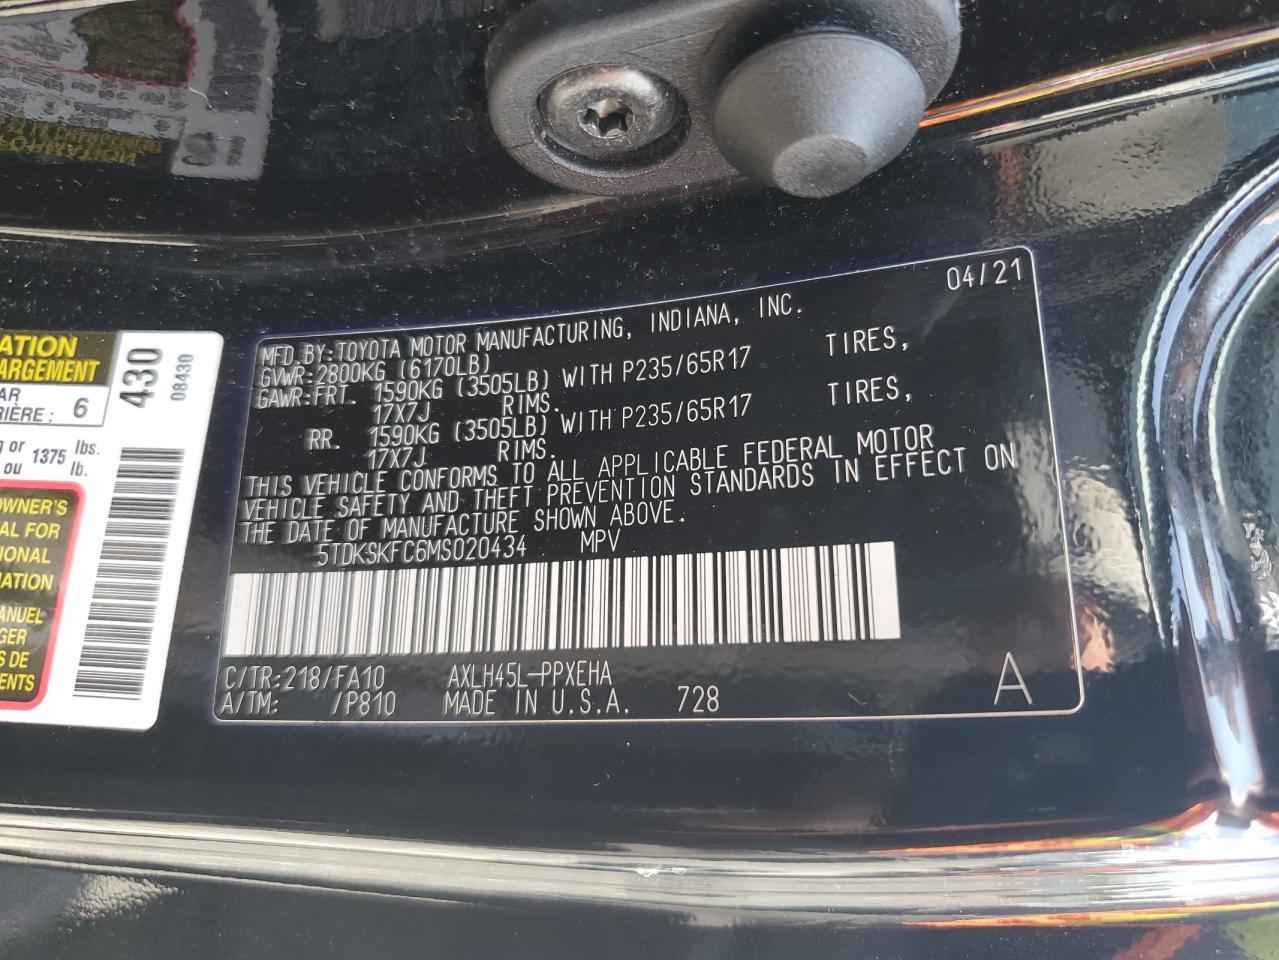 04/21
MFD.BY:TOYOTA MOTOR MANUFACTURING, INDIANA, INC.
GVWR-2800KG (6170LB)
GAWR:FRT. 1590KG (3505LB) WITH P235/65R17 TIRES,
17X7J RIMS.
RR. 1590KG (3505LB) WITH P235/65R17 TIRES,
17X7J RIMS.
THIS VEHICLE CONFORMS TO ALL APPLICABLE FEDERAL MOTOR
VEHICLE SAFETY AND THEFT PREVENTION STANDARDS IN EFFECT ON
THE DATE OF MANUFACTURE SHOWN ABOVE.
5TDKSKFC6MS020434 MPV
C/TR:218/FA10 AXLH45L-PPXEHA
A/TM: /P810 MADE IN U.S.A. 728 A
ATION
ARGEMENT
AR
RIÈRE: 6
g or 1375 lbs.
ou lb.
430
08430
OWNER'S
AL FOR
IONAL
MATION
ANUEL
GER
S DE
ENTS